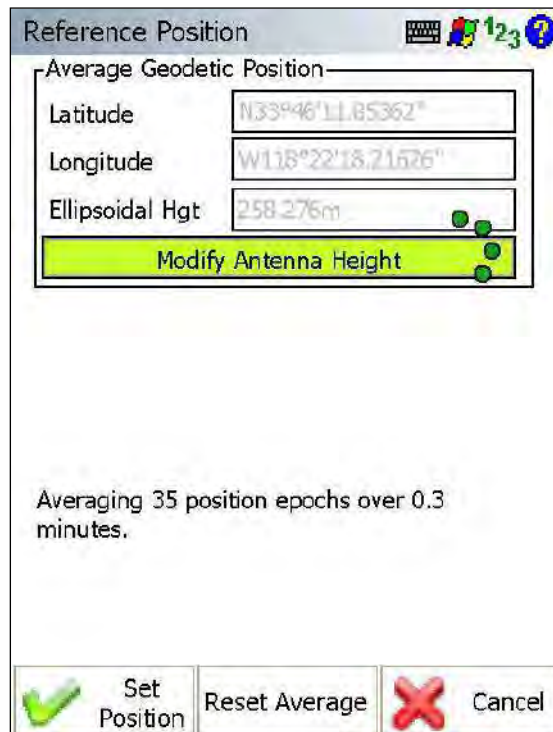 Reference Position
123
?
Average Geodetic Position
Latitude
N33°46'11.85362"
Longitude
W118°22'18.21626"
Ellipsoidal Hgt
258.276m
Modify Antenna Height
Averaging 35 position epochs over 0.3
minutes.
Set
Position
Reset Average
Cancel